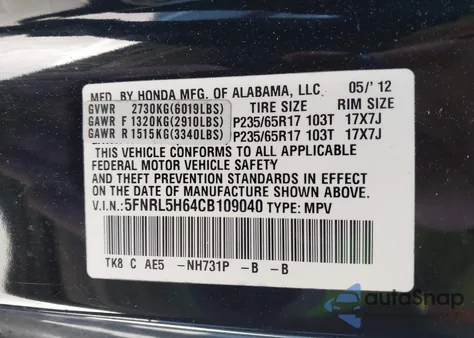 MFD. BY HONDA MFG. OF ALABAMA, LLC. 05/' 12
GVWR 2730KG(6019LBS) TIRE SIZE RIM SIZE
GAWR F 1320KG(2910LBS) P235/65R17 103T 17X7J
GAWR R 1515KG(3340LBS) P235/65R17 103T 17X7J
THIS VEHICLE CONFORMS TO ALL APPLICABLE
FEDERAL MOTOR VEHICLE SAFETY
AND THEFT PREVENTION STANDARDS IN EFFECT
ON THE DATE OF MANUFACTURE SHOWN ABOVE.
V.I.N.:5FNRL5H64CB109040 TYPE: MPV
TK8 C AE5 -NH731P -B -B
autoSnap